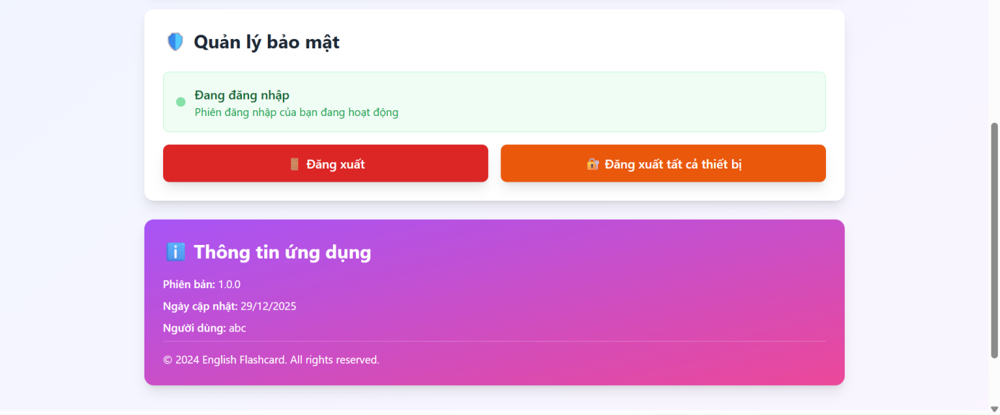 Quản lý bảo mật
Đang đăng nhập
Phiên đăng nhập của bạn đang hoạt động
Đăng xuất
Đăng xuất tất cả thiết bị
Thông tin ứng dụng
Phiên bản: 1.0.0
Ngày cập nhật: 29/12/2025
Người dùng: abc
© 2024 English Flashcard. All rights reserved.